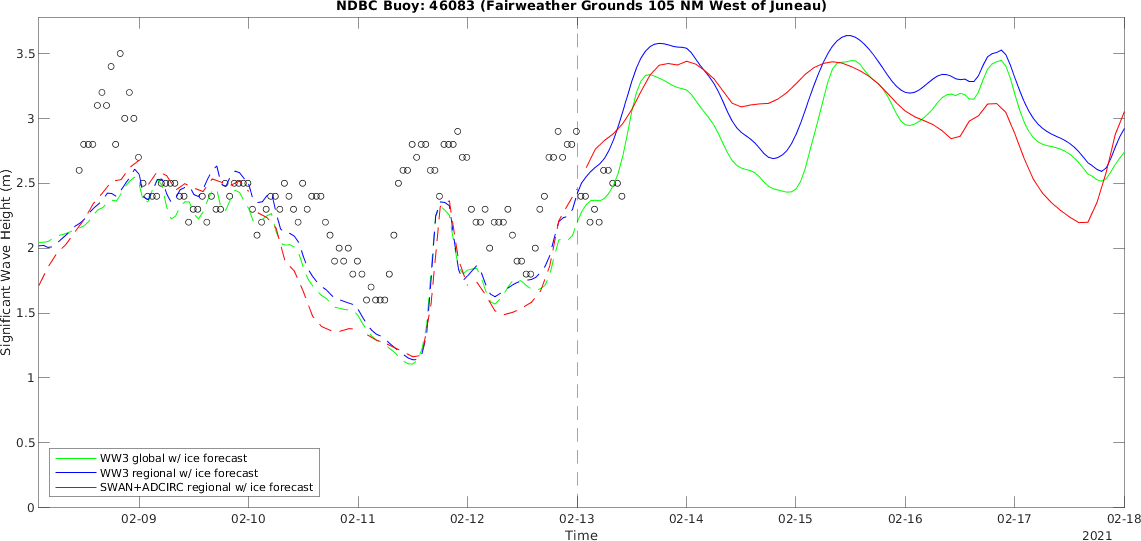 NDBC Buoy: 46083 (Fairweather Grounds 105 NM West of Juneau)
Significant Wave Height (m)
3.5
3
2.5
2
1.5
1
0.5
0
WW3 global w/ ice forecast
WW3 regional w/ ice forecast
SWAN+ADCIRC regional w/ ice forecast
02-09 02-10 02-11 02-12 02-13 02-14 02-15 02-16 02-17 02-18
Time
2021